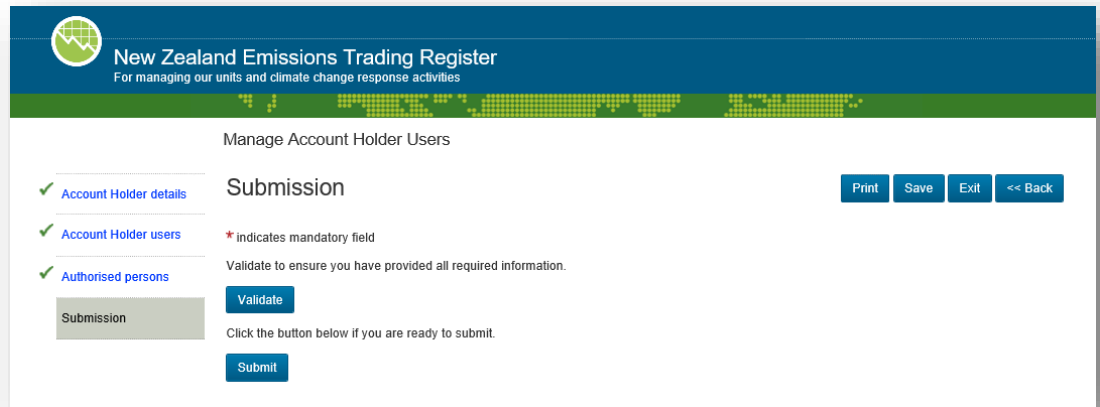 New Zealand Emissions Trading Register
For managing our units and climate change response activities
Manage Account Holder Users
Account Holder details
Account Holder users
Authorised persons
Submission
Submission
Print Save Exit << Back
* indicates mandatory field
Validate to ensure you have provided all required information.
Validate
Click the button below if you are ready to submit.
Submit